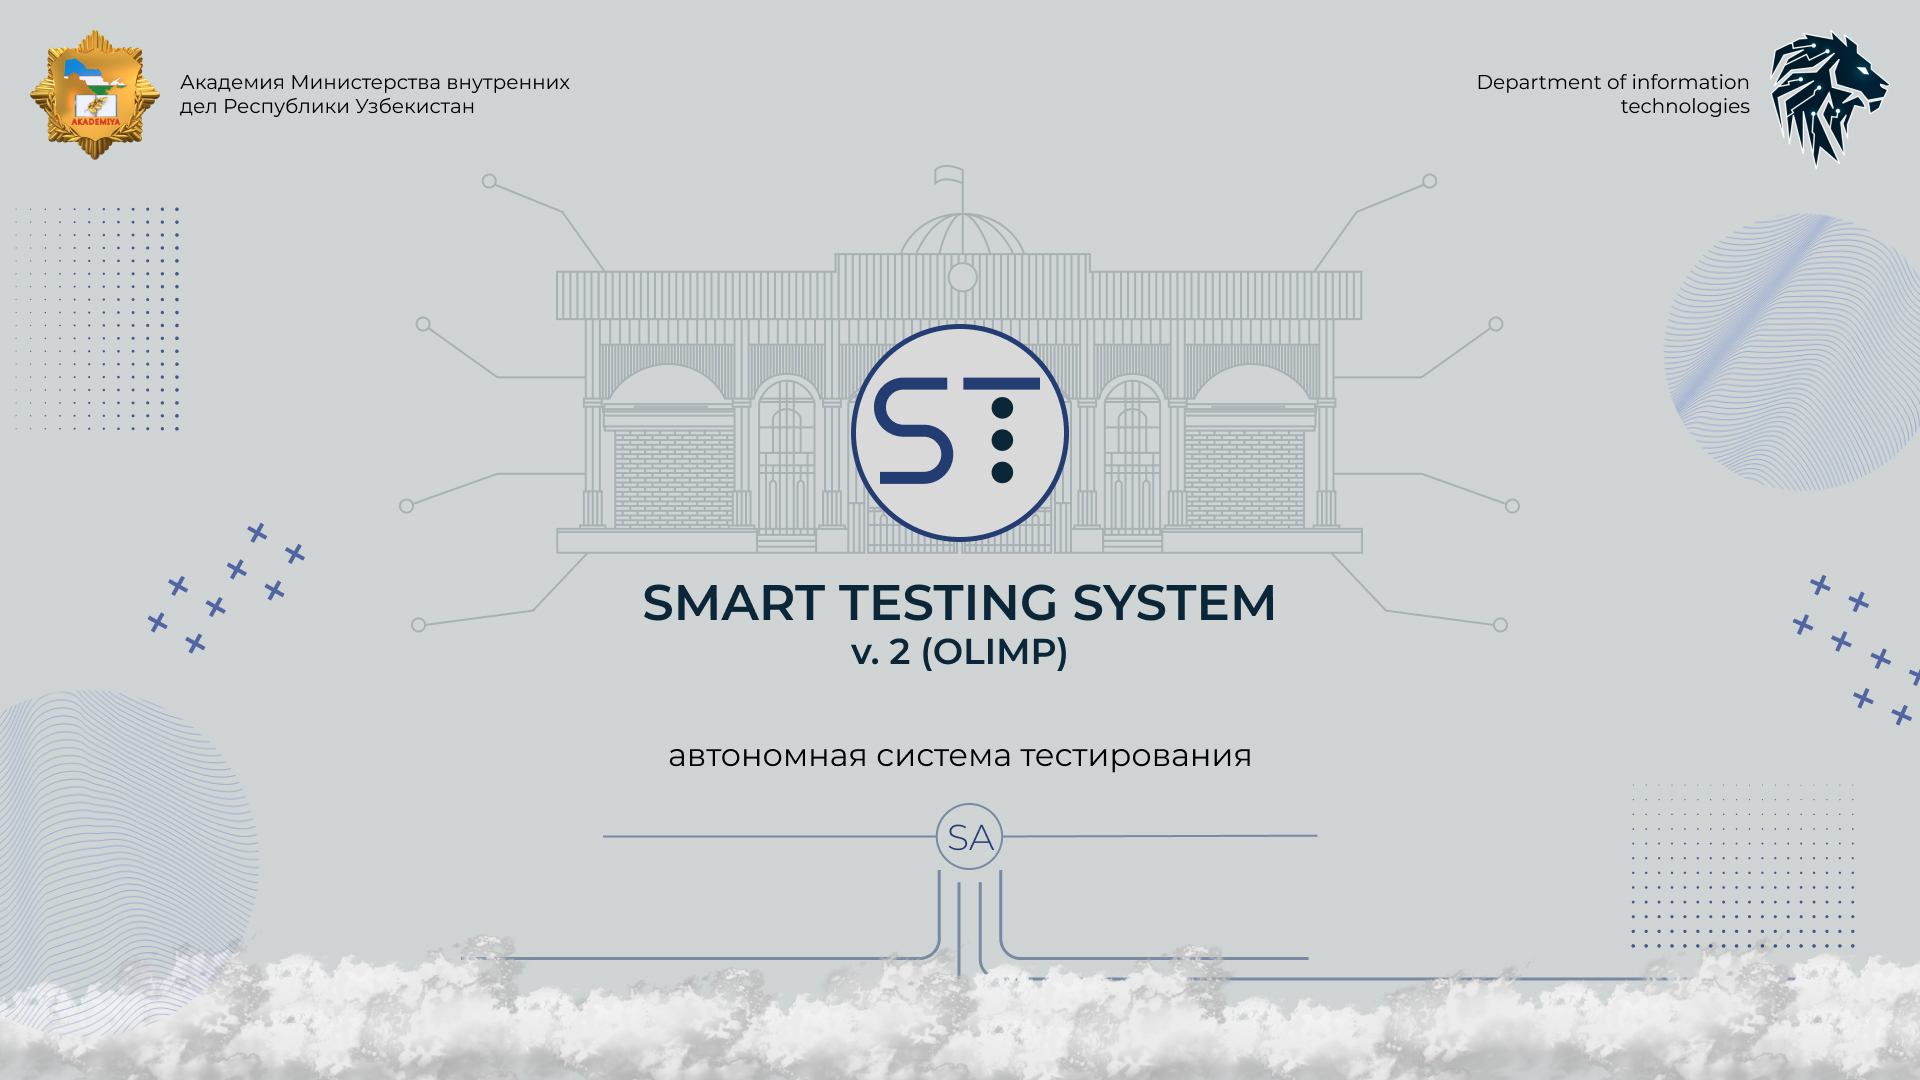 AKADEMIYA
Академия Министерства внутренних
дел Республики Узбекистан
Department of information
technologies
ST
SMART TESTING SYSTEM
v. 2 (OLIMP)
автономная система тестирования
SA